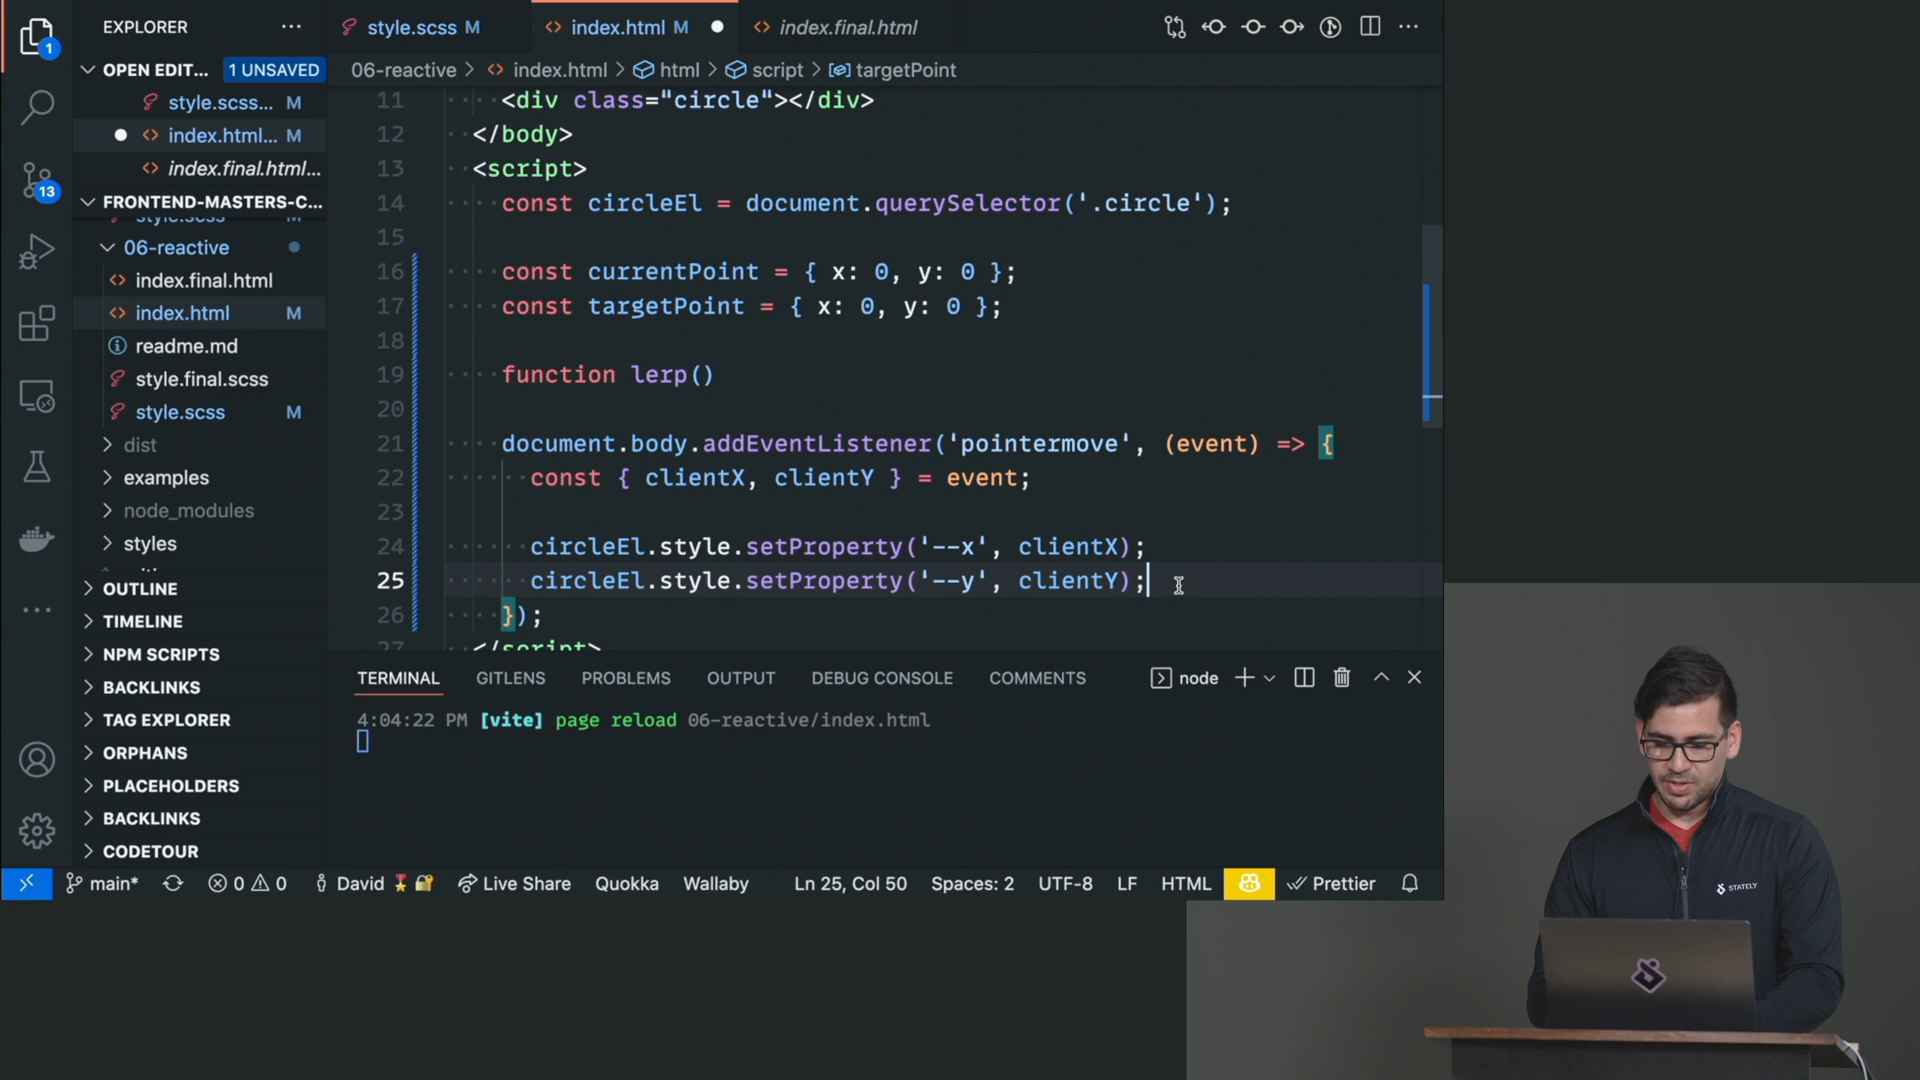 EXPLORER
style.scss M
index.html M
index.final.html
OPEN EDIT...
1 UNSAVED
06-reactive
index.html
html
script
targetPoint
style.scss... M
index.html... M
index.final.html...
FRONTEND-MASTERS-C...
06-reactive
index.final.html
index.html M
readme.md
style.final.scss
style.scss M
dist
examples
node_modules
styles
OUTLINE
TIMELINE
NPM SCRIPTS
BACKLINKS
TAG EXPLORER
ORPHANS
PLACEHOLDERS
BACKLINKS
CODETOUR
1
13
11 <div class="circle"></div>
12 </body>
13 <script>
14 const circleEl = document.querySelector('.circle');
15
16 const currentPoint = { x: 0, y: 0 };
17 const targetPoint = { x: 0, y: 0 };
18
19 function lerp()
20
21 document.body.addEventListener('pointermove', (event) => {
22 const { clientX, clientY } = event;
23
24 circleEl.style.setProperty('--x', clientX);
25 circleEl.style.setProperty('--y', clientY);
26 });
27 </script>
TERMINAL GITLENS PROBLEMS OUTPUT DEBUG CONSOLE COMMENTS
node
4:04:22 PM [vite] page reload 06-reactive/index.html
main*
0 0
David
Live Share
Quokka
Wallaby
Ln 25, Col 50
Spaces: 2
UTF-8
LF
HTML
Prettier
STATELY